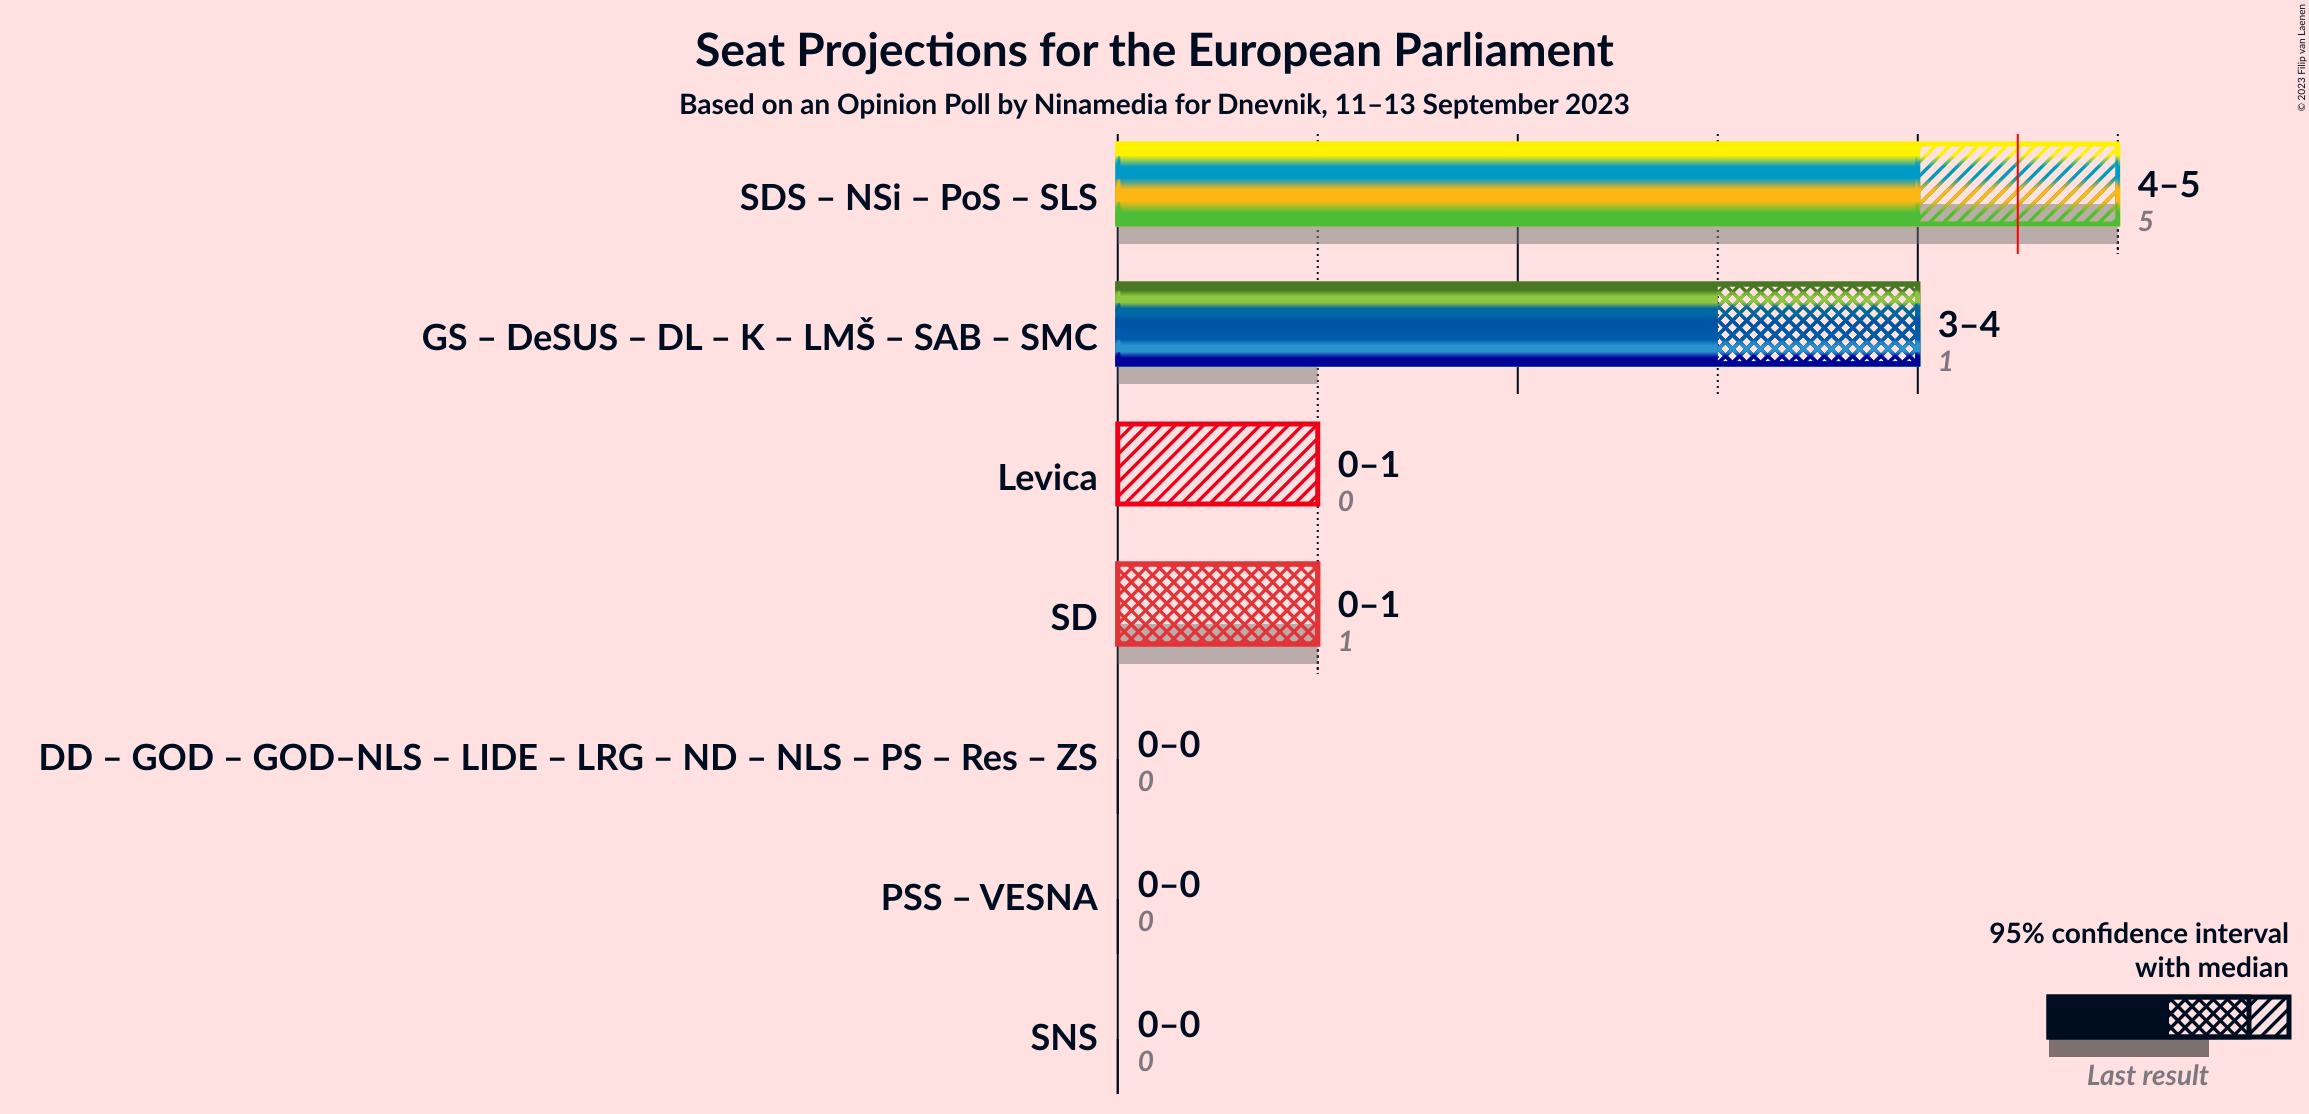 Seat Projections for the European Parliament
Based on an Opinion Poll by Ninamedia for Dnevnik, 11–13 September 2023
© 2023 Filip van Laenen
SDS – NSi – PoS – SLS
4–5
5
GS – DeSUS – DL – K – LMŠ – SAB – SMC
3–4
1
Levica
0–1
0
SD
0–1
1
DD – GOD – GOD–NLS – LIDE – LRG – ND – NLS – PS – Res – ZS
0–0
0
PSS – VESNA
0–0
0
SNS
0–0
0
95% confidence interval
with median
Last result